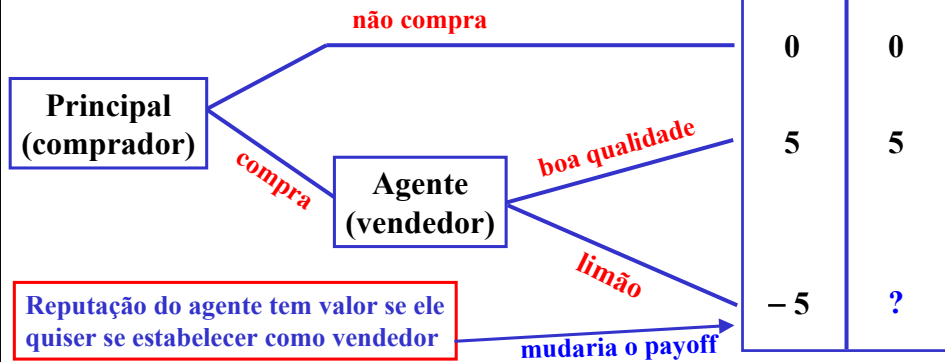 não compra
0 0
Principal
(comprador)
boa qualidade
5 5
compra
Agente
(vendedor)
limão
Reputação do agente tem valor se ele
quiser se estabelecer como vendedor
– 5 ?
mudaria o payoff